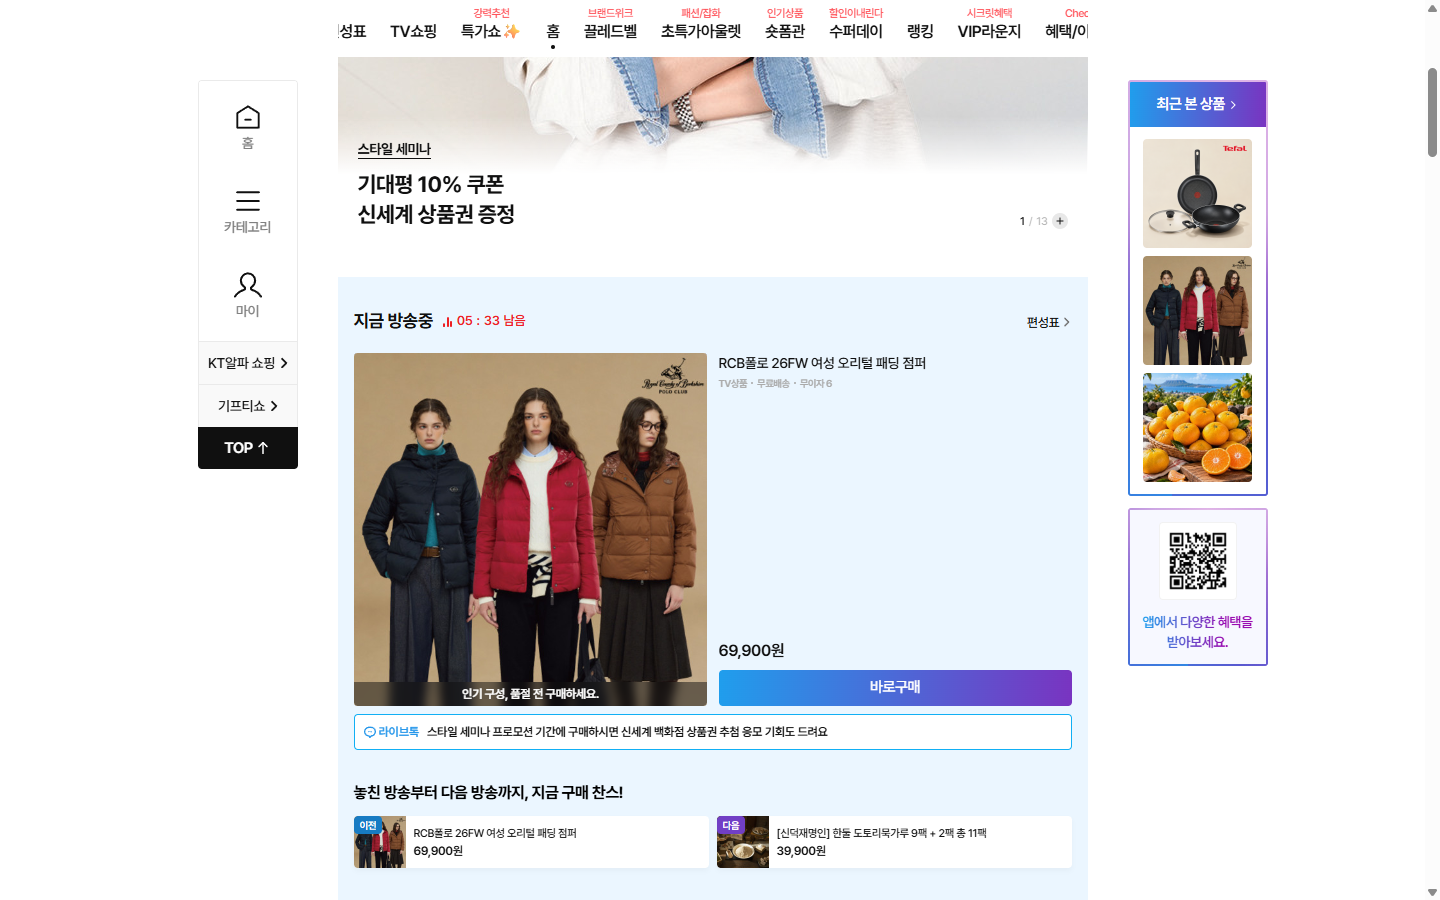 성표
TV쇼핑
강력추천
특가쇼✨
홈
브랜드위크
끌레드벨
패션/잡화
초특가아울렛
인기상품
숏폼관
할인이내린다
수퍼데이
랭킹
시크릿혜택
VIP라운지
Chec
혜택/이
홈
카테고리
마이
KT알파 쇼핑 >
기프티쇼 >
TOP ↑
스타일 세미나
기대평 10% 쿠폰
신세계 상품권 증정
1 / 13 +
지금 방송중
05 : 33 남음
편성표 >
Royal County of Berkshire
POLO CLUB
인기 구성, 품절 전 구매하세요.
RCB폴로 26FW 여성 오리털 패딩 점퍼
TV상품 · 무료배송 · 무이자 6
69,900원
바로구매
라이브톡 스타일 세미나 프로모션 기간에 구매하시면 신세계 백화점 상품권 추첨 응모 기회도 드려요
놓친 방송부터 다음 방송까지, 지금 구매 찬스!
이전
RCB폴로 26FW 여성 오리털 패딩 점퍼
69,900원
다음
[신덕재명인] 한둘 도토리묵가루 9팩 + 2팩 총 11팩
39,900원
최근 본 상품 >
Tefal
앱에서 다양한 혜택을
받아보세요.